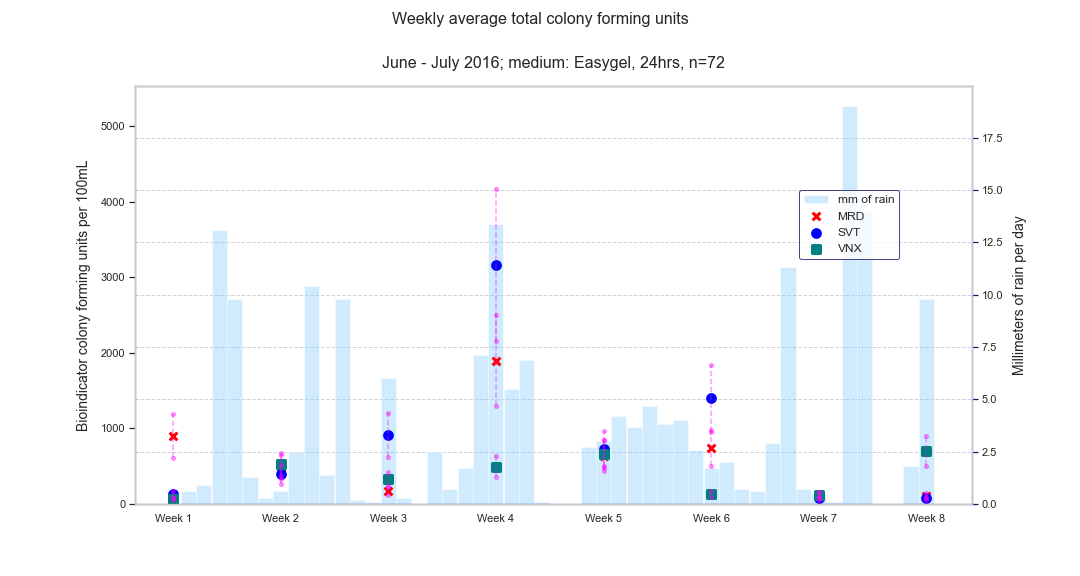 Weekly average total colony forming units
June - July 2016; medium: Easygel, 24hrs, n=72
Bioindicator colony forming units per 100mL
5000
4000
3000
2000
1000
0
17.5
15.0
12.5
10.0
7.5
5.0
2.5
0.0
Millimeters of rain per day
mm of rain
MRD
SVT
VNX
Week 1 Week 2 Week 3 Week 4 Week 5 Week 6 Week 7 Week 8